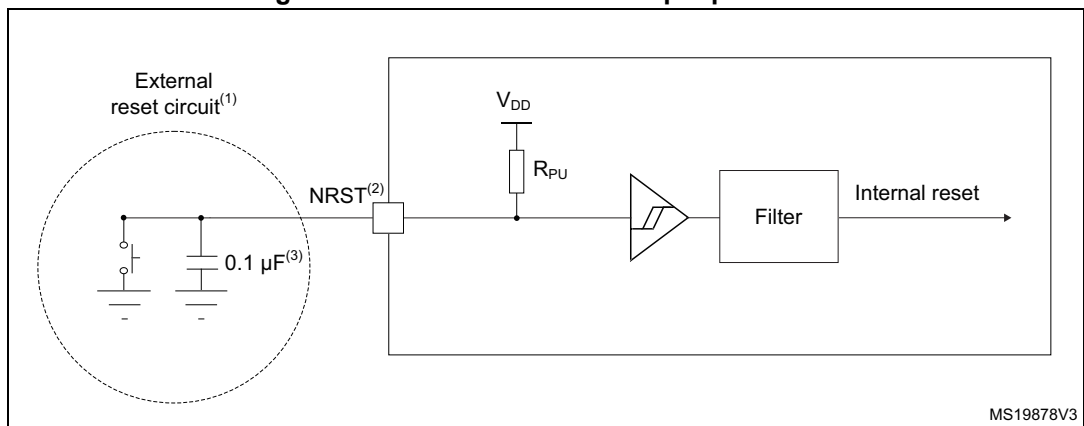 External
reset circuit(1)
VDD
RPU
NRST(2)
Filter
Internal reset
0.1 µF(3)
MS19878V3